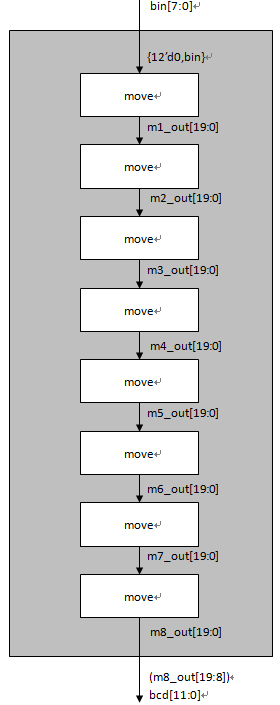 bin[7:0]
{12'd0,bin}
move
m1_out[19:0]
move
m2_out[19:0]
move
m3_out[19:0]
move
m4_out[19:0]
move
m5_out[19:0]
move
m6_out[19:0]
move
m7_out[19:0]
move
m8_out[19:0]
(m8_out[19:8])
bcd[11:0]